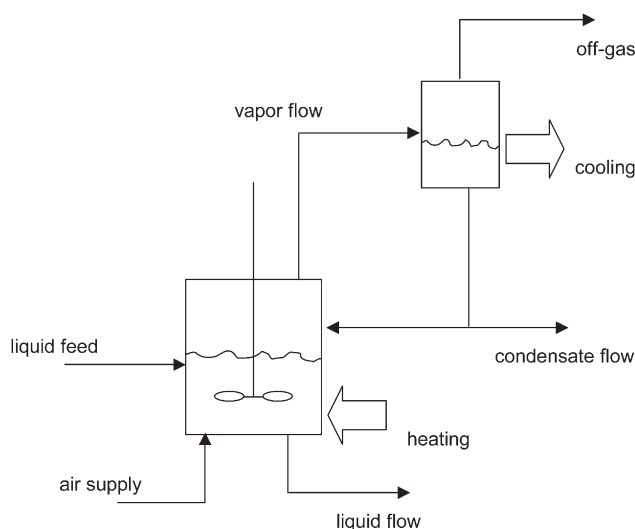 off-gas
vapor flow
cooling
liquid feed
condensate flow
heating
air supply
liquid flow